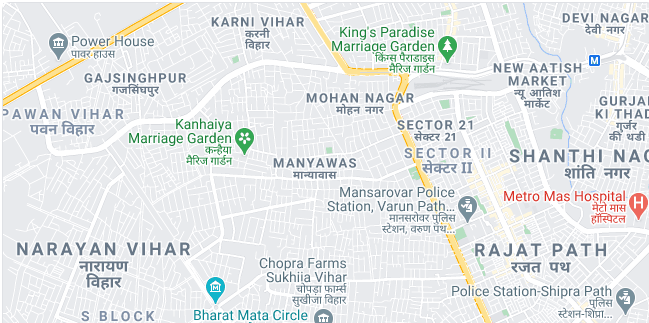 KARNI VIHAR
करनी
विहार
King's Paradise
Marriage Garden
किंग्स पैराडाइस
मैरिज गार्डन
DEVI NAGAR
देवी नगर
Power House
पावर हाउस
GAJSINGHPUR
गजसिंघपुर
NEW AATISH
MARKET
न्यू आतिश
मार्केट
MOHAN NAGAR
मोहन नगर
GURJAR
KI THAD
गुर्जर
की थडी
PAWAN VIHAR
पवन विहार
Kanhaiya
Marriage Garden
कन्हैया
मैरिज गार्डन
SECTOR 21
सेक्टर 21
SECTOR II
सेक्टर II
MANYAWAS
मान्यावास
SHANTHI NAG
शांति नगर
Mansarovar Police
Station, Varun Path...
मानसरोवर पुलिस
स्टेशन, वरुण पथ...
Metro Mas Hospital
मेट्रो मास
हॉस्पिटल
NARAYAN VIHAR
नारायण
विहार
RAJAT PATH
रजत पथ
Chopra Farms
Sukhiia Vihar
चोपड़ा फार्म्स
सुखीजा विहार
Police Station-Shipra Path
पुलिस
स्टेशन-शिप्रा...
S BLOCK
Bharat Mata Circle